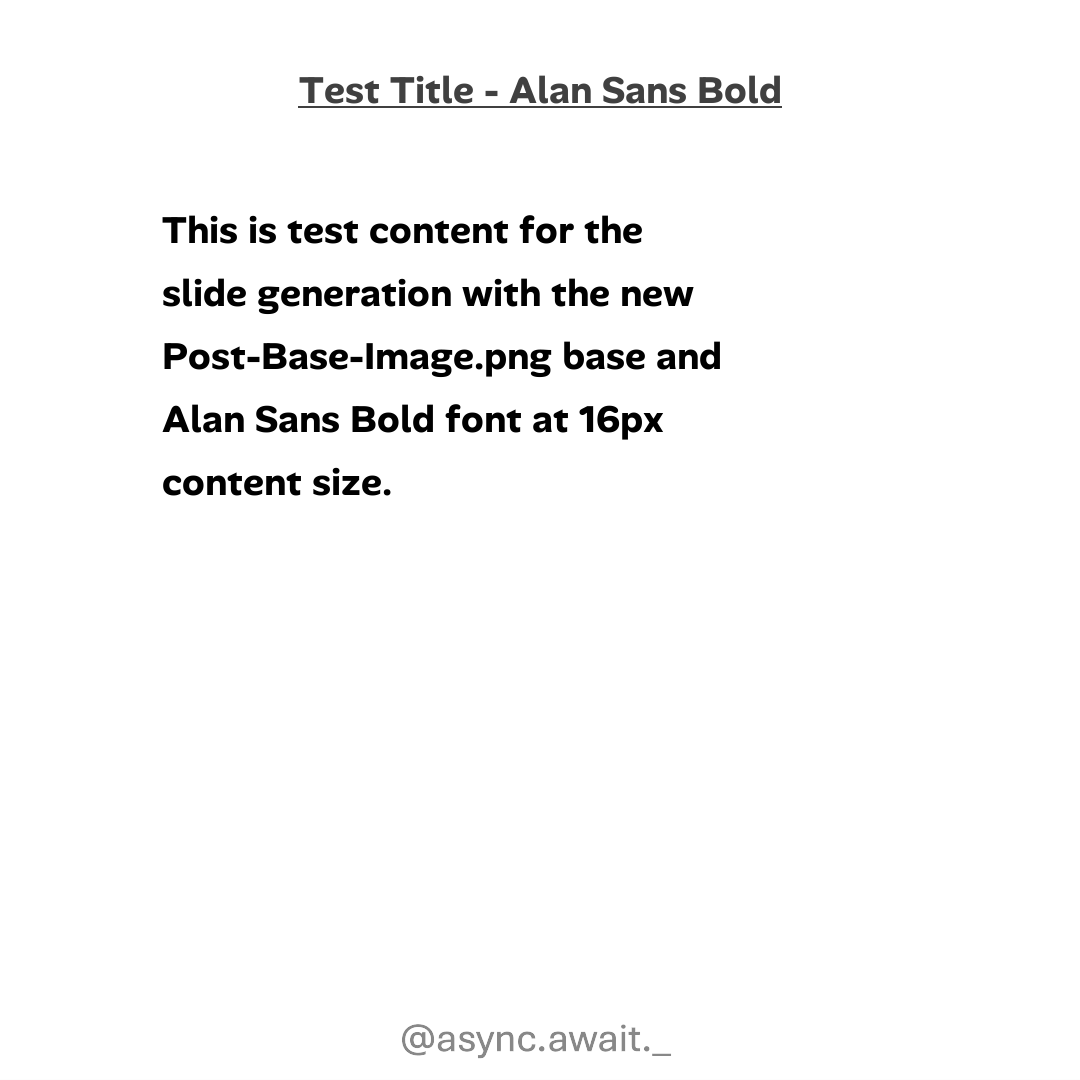 Test Title - Alan Sans Bold
This is test content for the
slide generation with the new
Post-Base-Image.png base and
Alan Sans Bold font at 16px
content size.
@async.await._